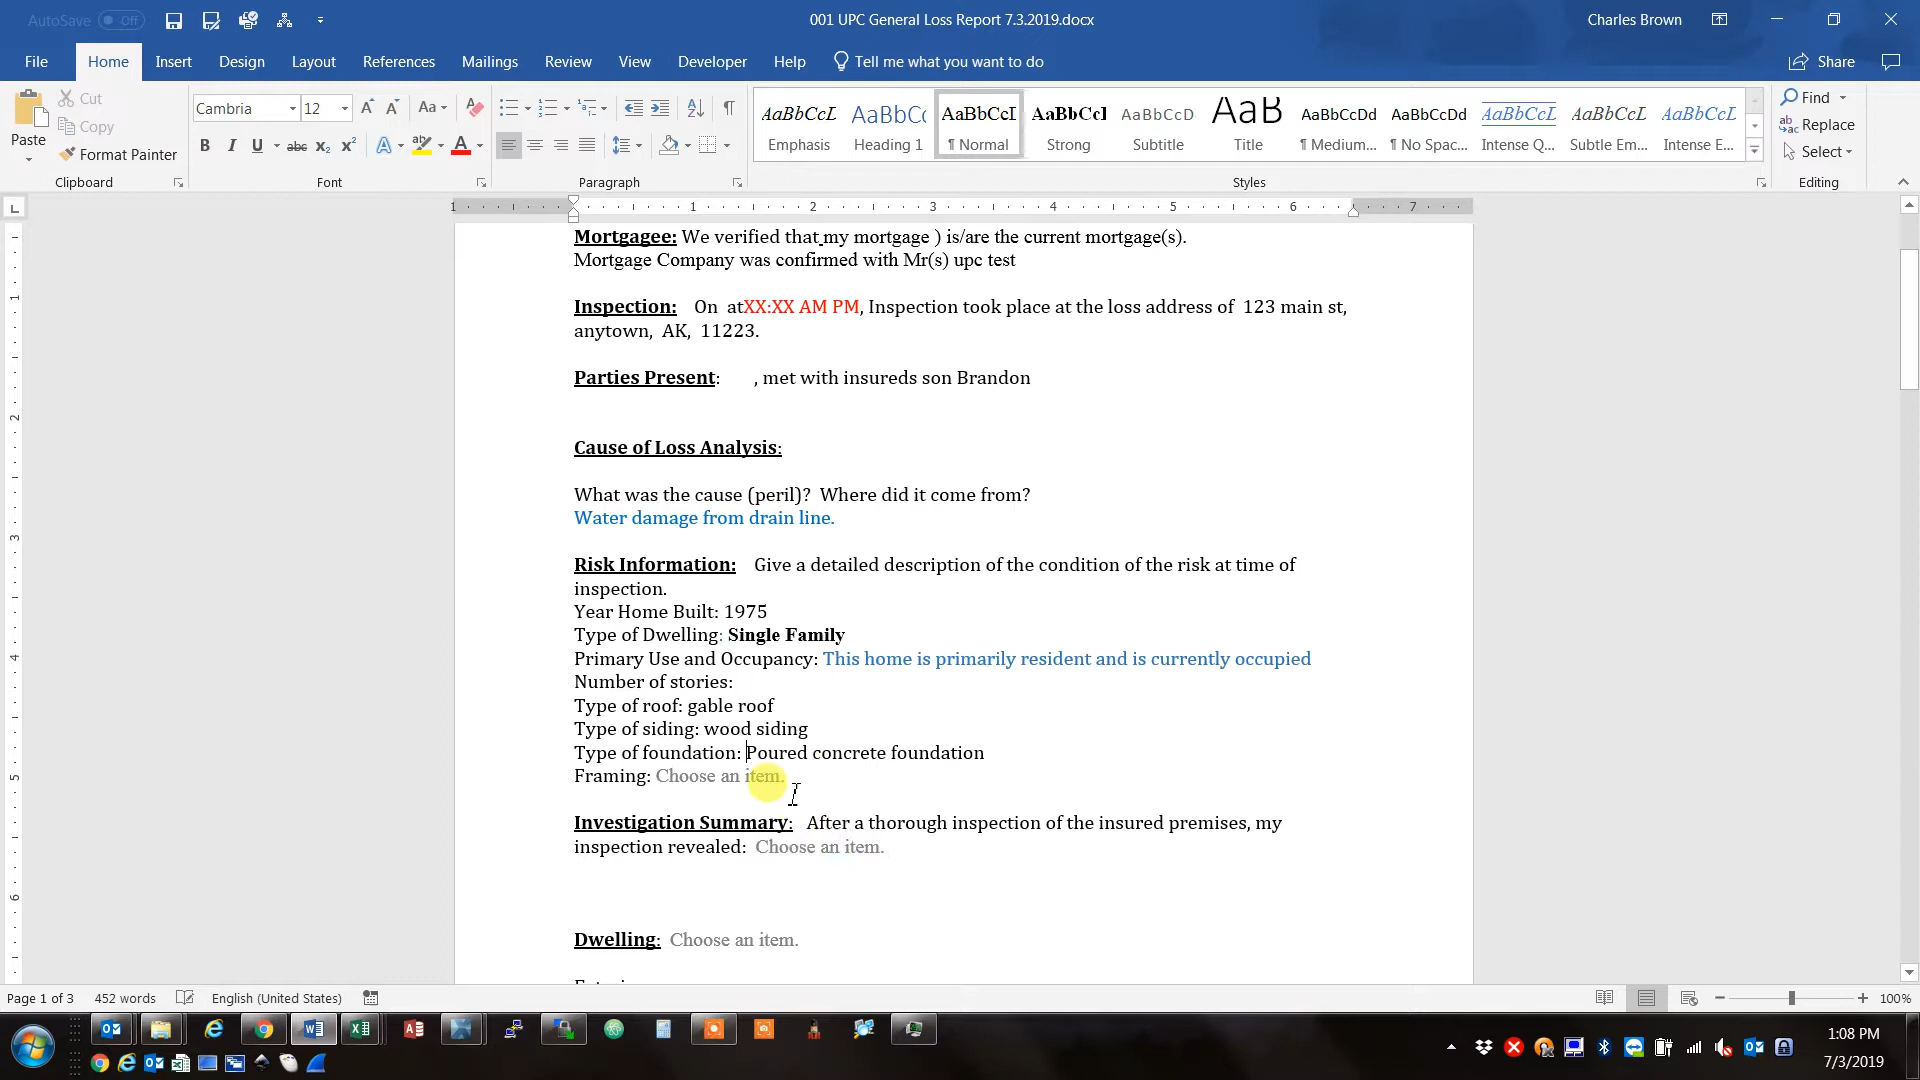 AutoSave Off
001 UPC General Loss Report 7.3.2019.docx
Charles Brown
File Home Insert Design Layout References Mailings Review View Developer Help Tell me what you want to do
Share
Paste
Cut
Copy
Format Painter
Clipboard
Cambria 12
Font
Paragraph
AaBbCcL AaBbC( AaBbCcI AaBbCcl AaBbCcD AaB AaBbCcDd AaBbCcDd AaBbCcL AaBbCcL AaBbCcL
Emphasis Heading 1 ¶ Normal Strong Subtitle Title ¶ Medium... ¶ No Spac... Intense Q... Subtle Em... Intense E...
Styles
Find
Replace
Select
Editing
1 1 2 3 4 5 6 7
Mortgagee: We verified that my mortgage ) is/are the current mortgage(s).
Mortgage Company was confirmed with Mr(s) upc test
Inspection: On atXX:XX AM PM, Inspection took place at the loss address of 123 main st,
anytown, AK, 11223.
Parties Present: , met with insureds son Brandon
Cause of Loss Analysis:
What was the cause (peril)? Where did it come from?
Water damage from drain line.
Risk Information: Give a detailed description of the condition of the risk at time of
inspection.
Year Home Built: 1975
Type of Dwelling: Single Family
Primary Use and Occupancy: This home is primarily resident and is currently occupied
Number of stories:
Type of roof: gable roof
Type of siding: wood siding
Type of foundation: Poured concrete foundation
Framing: Choose an item.
Investigation Summary: After a thorough inspection of the insured premises, my
inspection revealed: Choose an item.
Dwelling: Choose an item.
Page 1 of 3 452 words English (United States)
100%
1:08 PM
7/3/2019